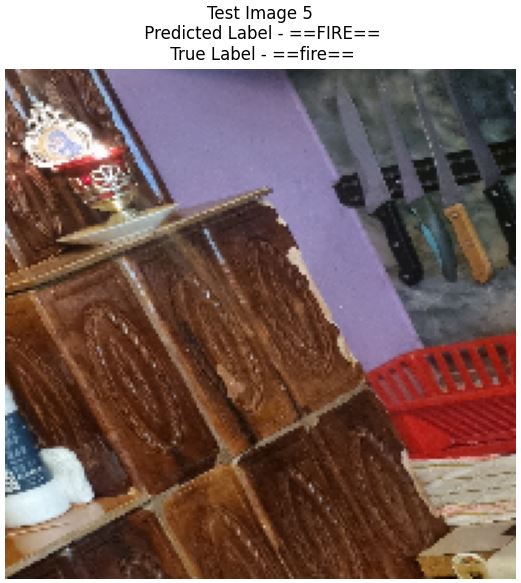 Test Image 5
Predicted Label - ==FIRE==
True Label - ==fire==